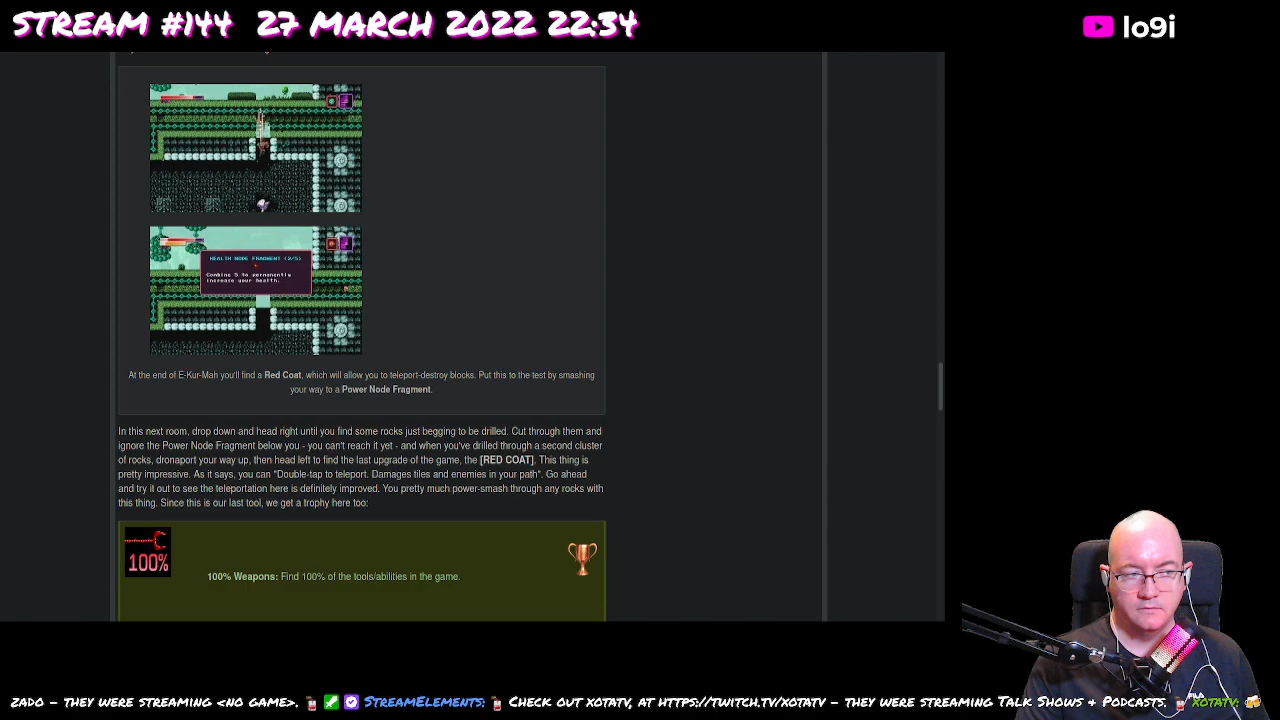 STREAM #144 27 MARCH 2022 22:34
lo9i
HEALTH NODE FRAGMENT (2/5)
Combine 5 to permanently
increase your health.
At the end of E-Kur-Mah you'll find a Red Coat, which will allow you to teleport-destroy blocks. Put this to the test by smashing
your way to a Power Node Fragment.
In this next room, drop down and head right until you find some rocks just begging to be drilled. Cut through them and
ignore the Power Node Fragment below you - you can't reach it yet - and when you've drilled through a second cluster
of rocks, dronaport your way up, then head left to find the last upgrade of the game, the [RED COAT]. This thing is
pretty impressive. As it says, you can "Double-tap to teleport. Damages tiles and enemies in your path". Go ahead
and try it out to see the teleportation here is definitely improved. You pretty much power-smash through any rocks with
this thing. Since this is our last tool, we get a trophy here too:
100%
100% Weapons: Find 100% of the tools/abilities in the game.
ZADO - THEY WERE STREAMING <NO GAME>. STREAMELEMENTS: CHECK OUT XOTATV, AT HTTPS://TWITCH.TV/XOTATV - THEY WERE STREAMING TALK SHOWS & PODCASTS. XOTATV: